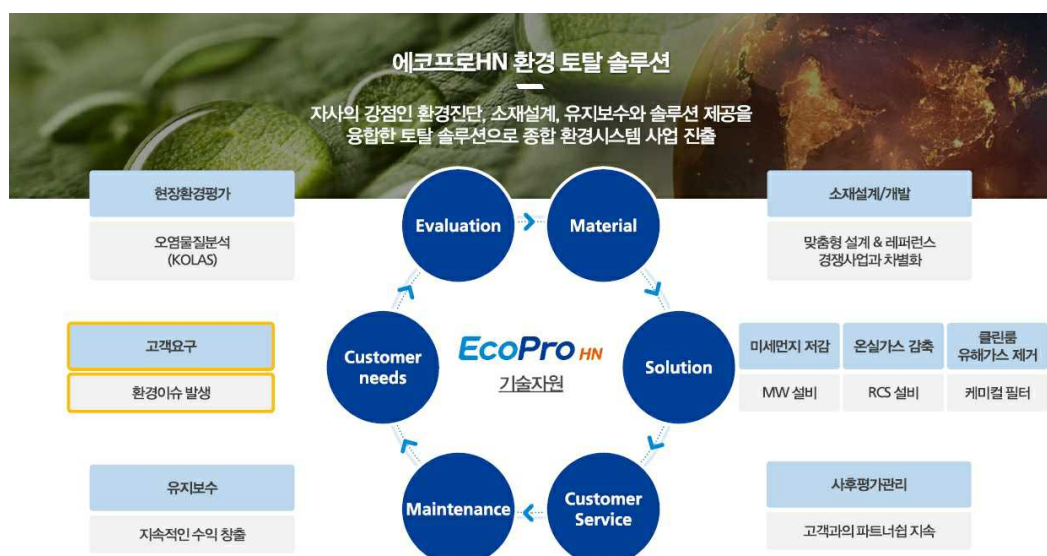 에코프로HN 환경 토탈 솔루션
자사의 강점인 환경진단, 소재설계, 유지보수와 솔루션 제공을
융합한 토탈 솔루션으로 종합 환경시스템 사업 진출
현장환경평가
오염물질분석
(KOLAS)
Evaluation
Material
소재설계/개발
맞춤형 설계 & 레퍼런스
경쟁사업과 차별화
고객요구
환경이슈 발생
Customer
needs
EcoPro HN
기술자원
Solution
미세먼지 저감
MW 설비
온실가스 감축
RCS 설비
클린룸
유해가스 제거
케미컬 필터
유지보수
지속적인 수익 창출
Maintenance
Customer
Service
사후평가관리
고객과의 파트너쉽 지속